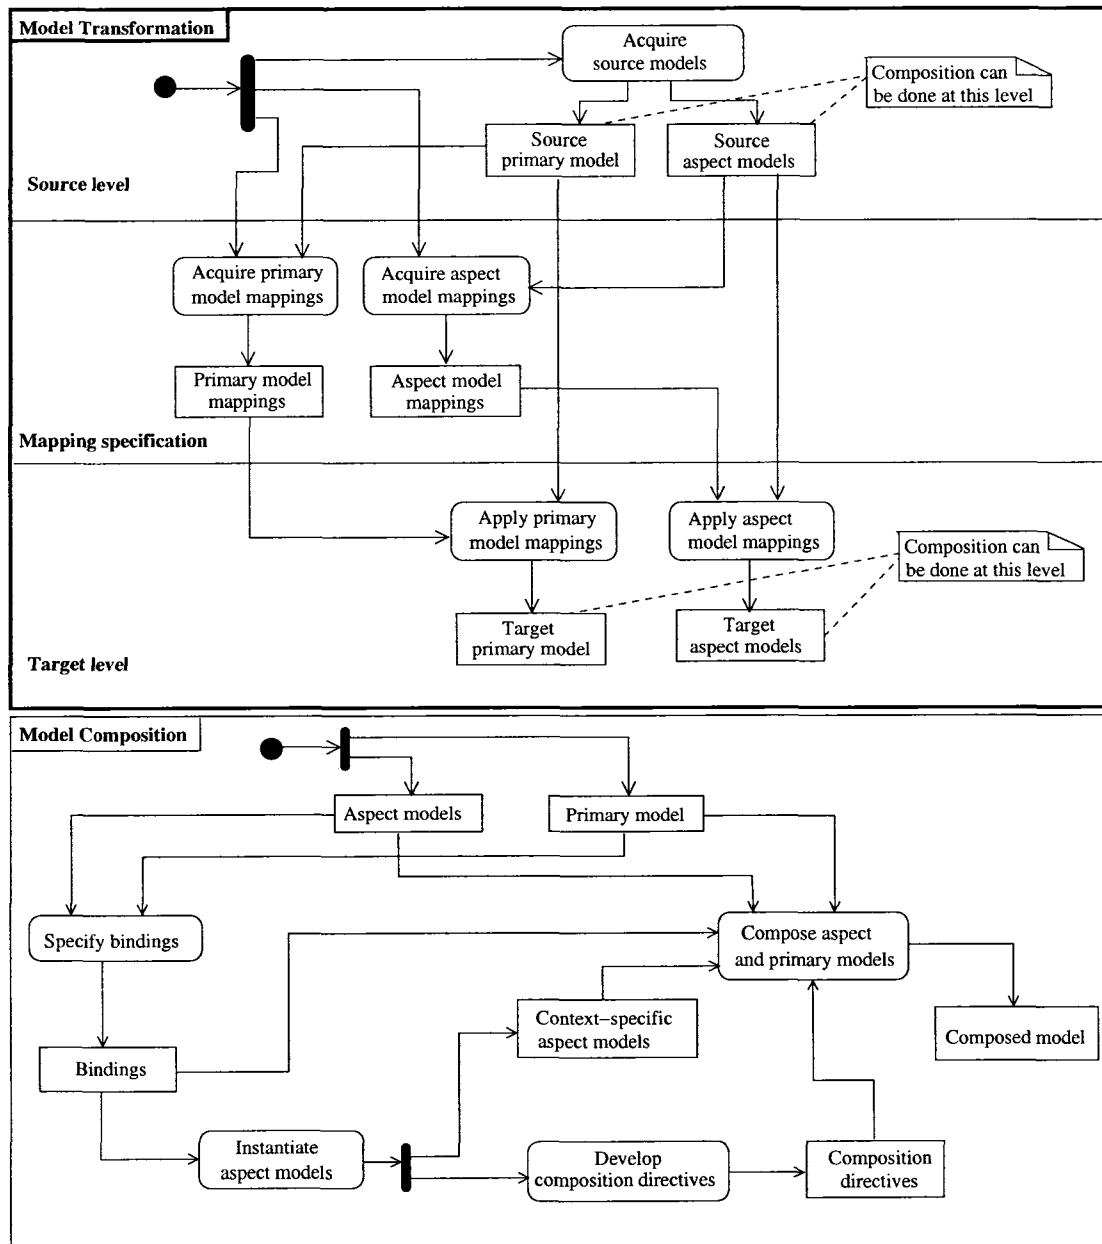 Model Transformation
Acquire
source models
Composition can
be done at this level
Source
primary model
Source
aspect models
Source level
Acquire primary
model mappings
Acquire aspect
model mappings
Primary model
mappings
Aspect model
mappings
Mapping specification
Apply primary
model mappings
Apply aspect
model mappings
Composition can
be done at this level
Target
primary model
Target
aspect models
Target level
Model Composition
Aspect models
Primary model
Specify bindings
Compose aspect
and primary models
Context–specific
aspect models
Composed model
Bindings
Instantiate
aspect models
Develop
composition directives
Composition
directives